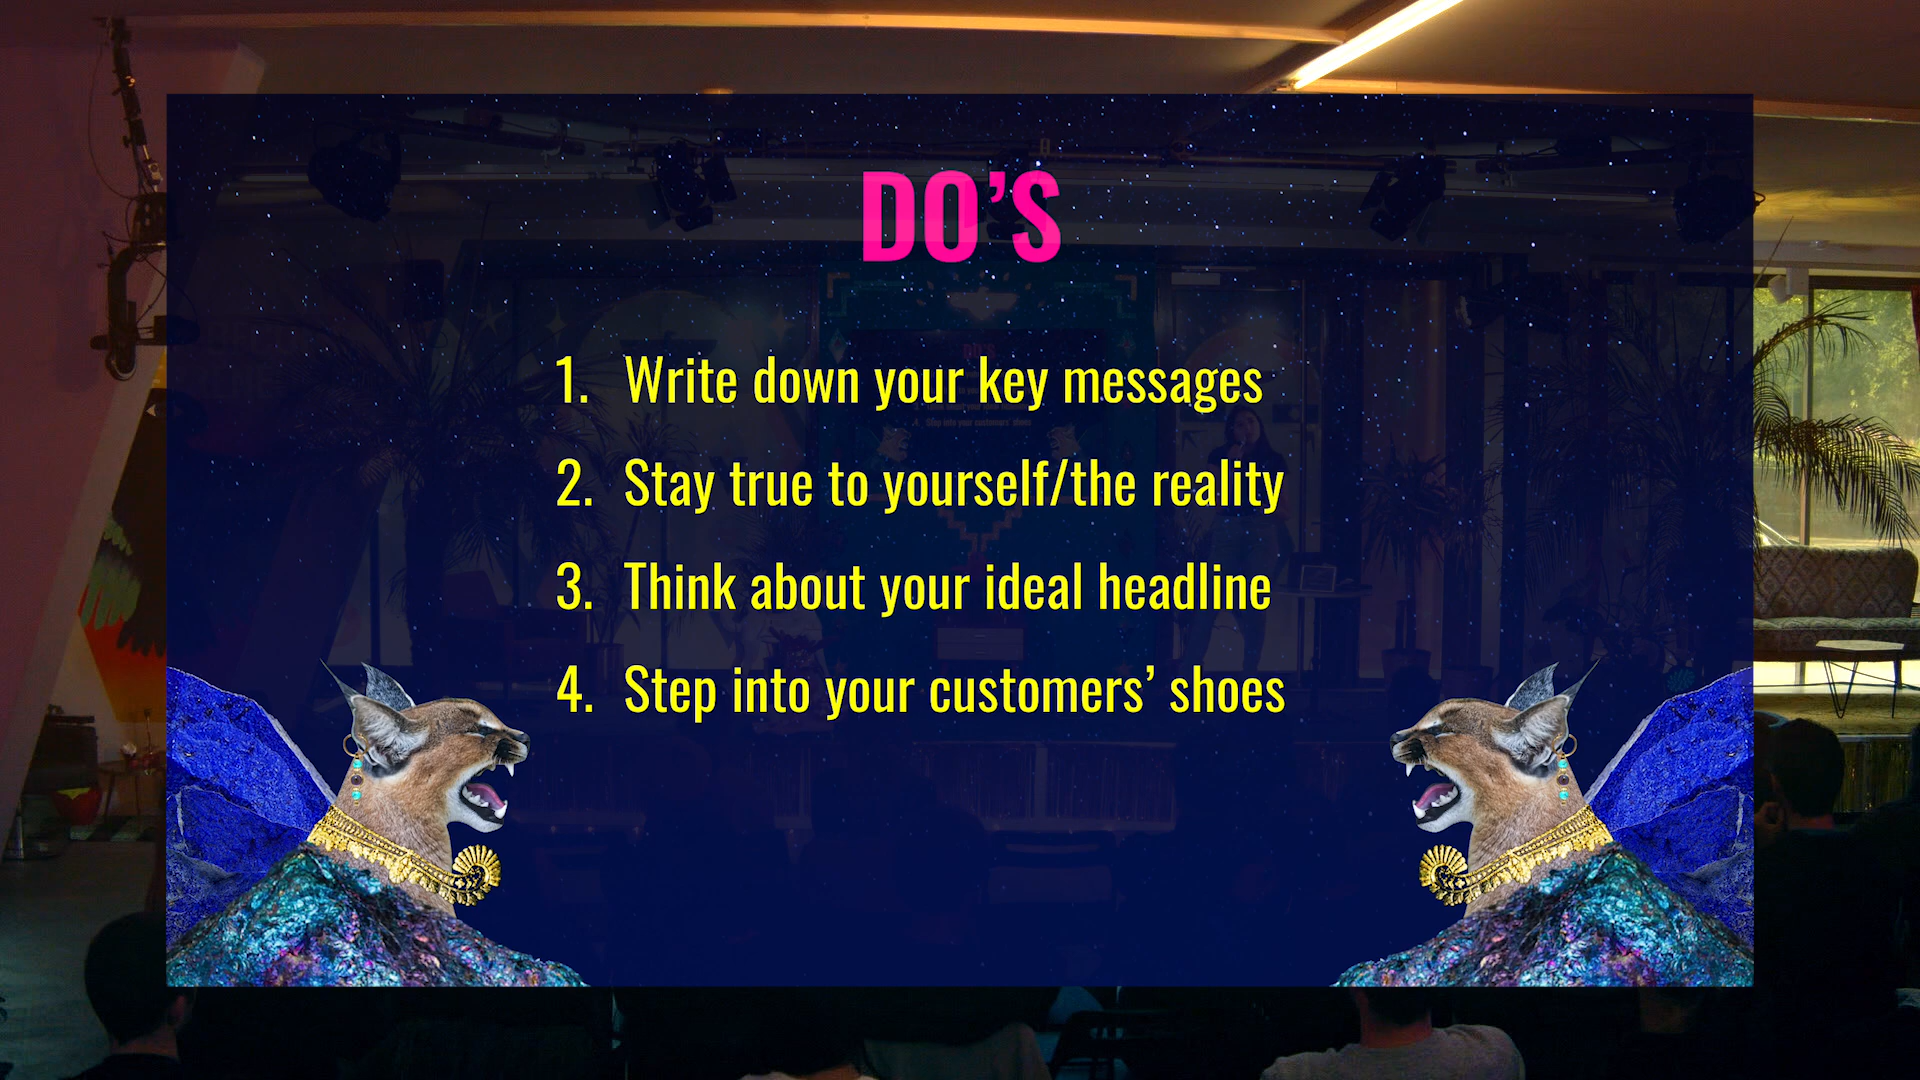 DO’S
1. Write down your key messages
2. Stay true to yourself/the reality
3. Think about your ideal headline
4. Step into your customers’ shoes